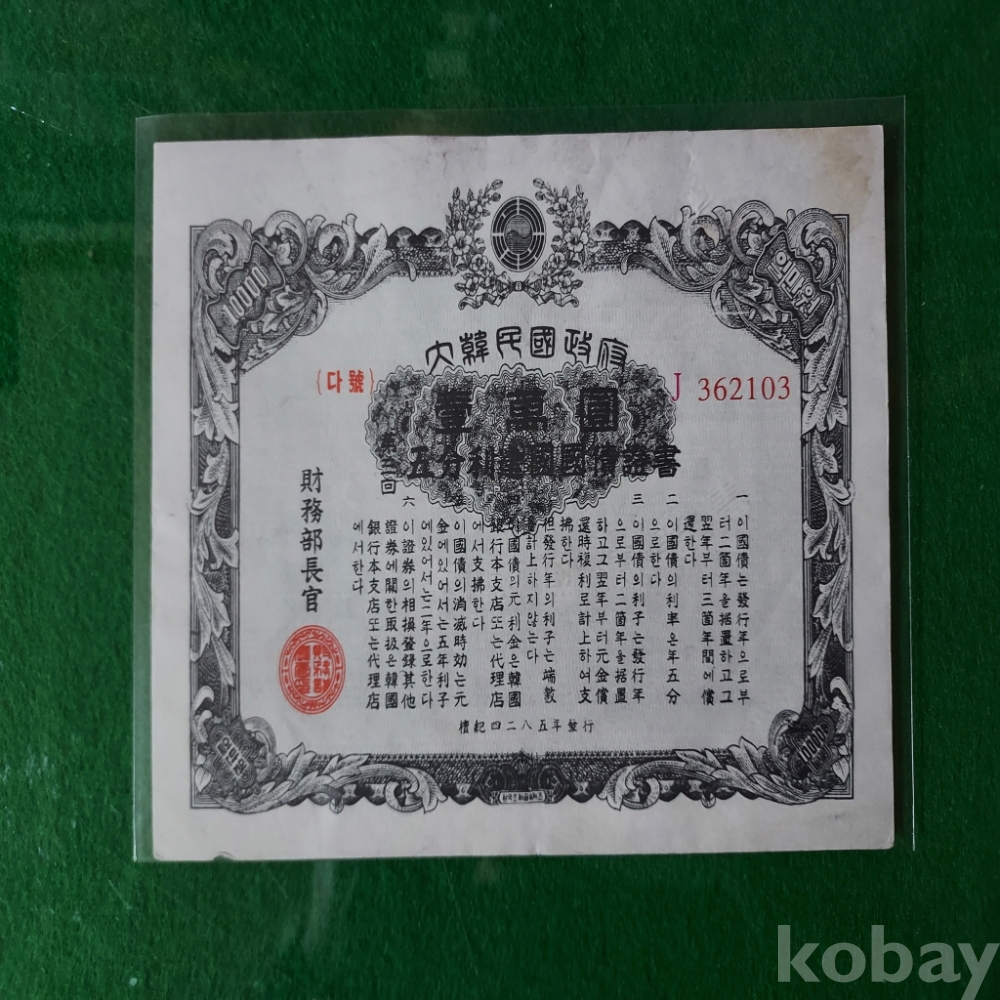 10000
일만원
大韓民國政府
(다號)
J 362103
壹萬圓
五分利建國國債證書
第三回
一 이國債는發行年으로부
터二箇年을据置하고그
翌年부터三箇年間에償
還한다
二 이國債의利率은年五分
으로한다
三 이國債의利子는發行年
으로부터二箇年을据置
하고그翌年부터元金償
還時複利로計上하여支
拂한다
但發行年의利子는端數
計上하지않는다
國債의元利金은韓國
銀行本支店또는代理店
에서支拂한다
이國債의消滅時効는元
金에있어서는五年利子
에있어서는二年으로한다
六 이證券의相換登錄其他
證券에關한取扱은韓國
銀行本支店또는代理店
에서한다
財務部長官
檀紀四二八五年發行
일만원
10000
kobay